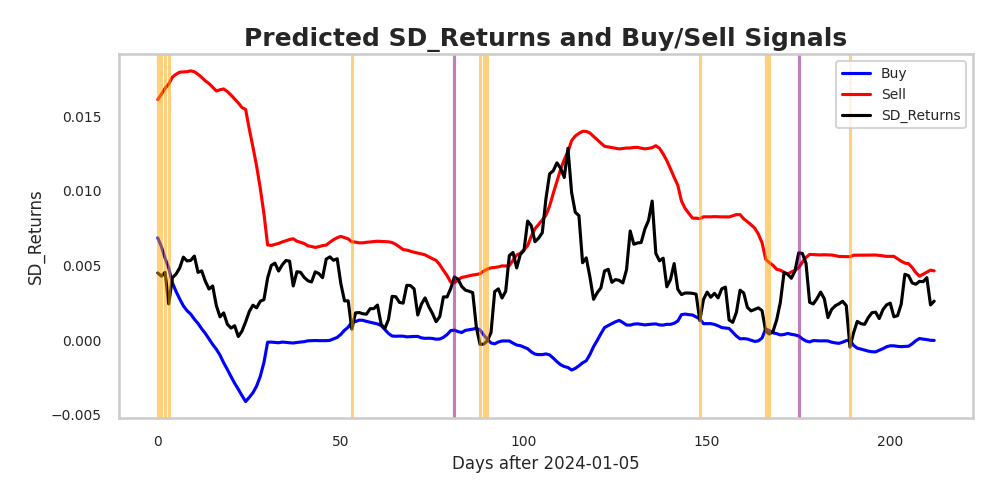 Predicted SD_Returns and Buy/Sell Signals
Buy
Sell
SD_Returns
0.015
0.010
0.005
0.000
−0.005
SD_Returns
0
50
100
150
200
Days after 2024-01-05